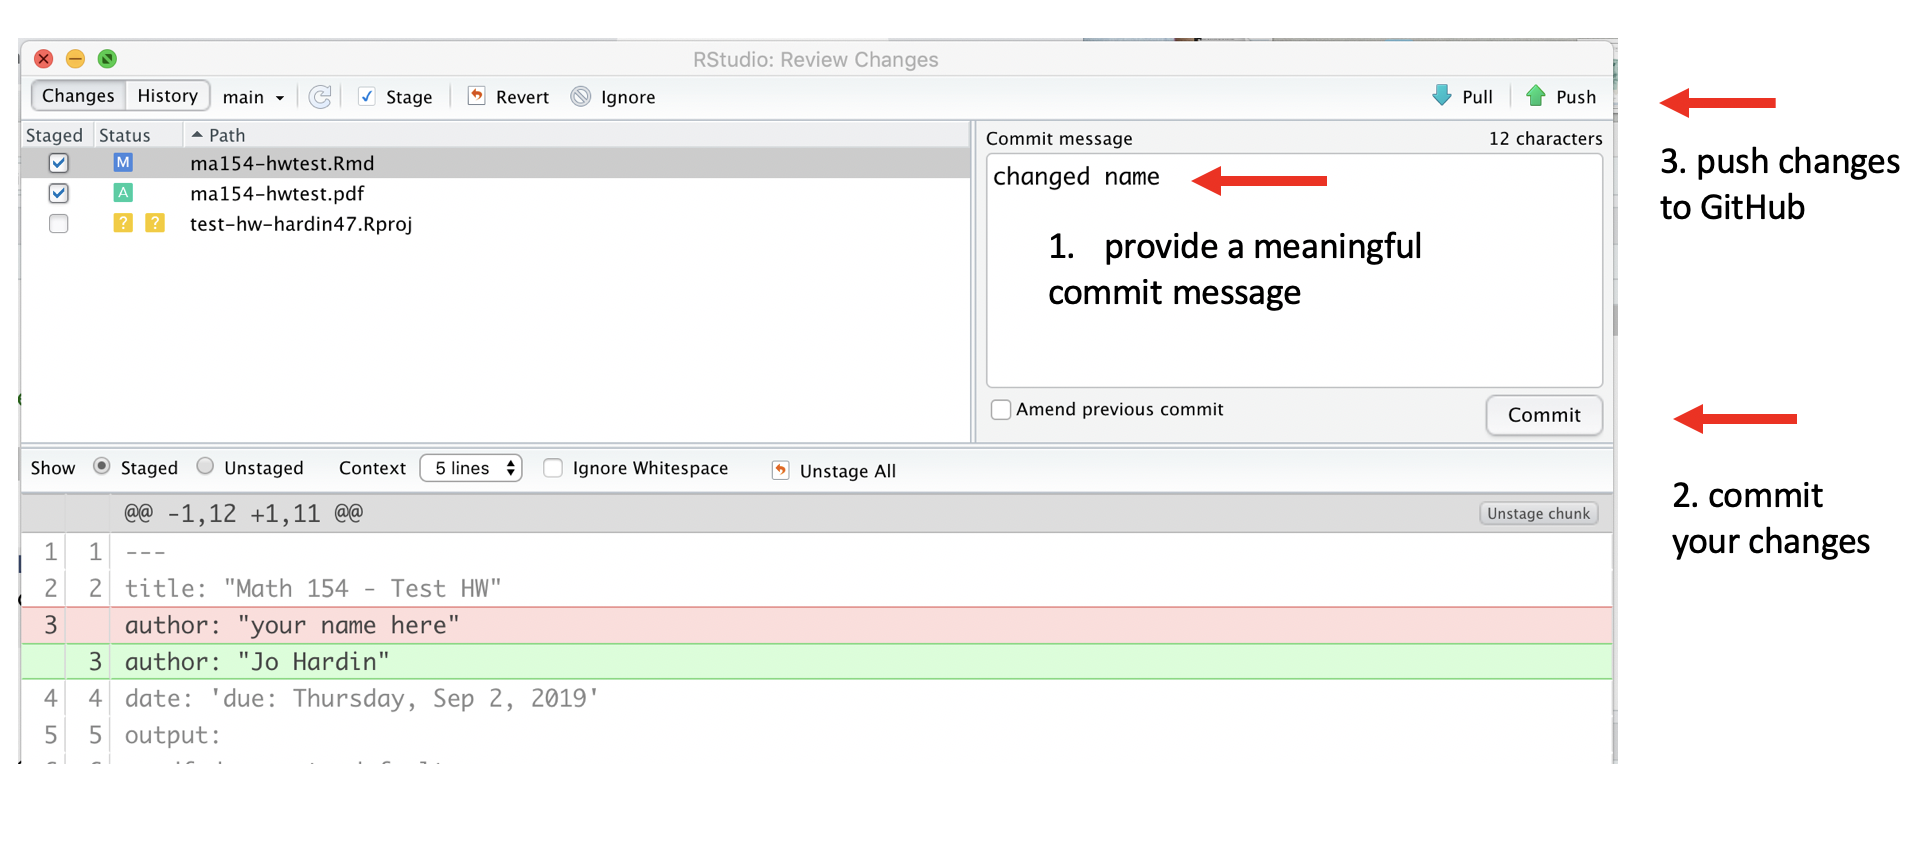 RStudio: Review Changes
Changes History main Stage Revert Ignore Pull Push
Staged Status Path
M ma154-hwtest.Rmd
A ma154-hwtest.pdf
? ? test-hw-hardin47.Rproj
Commit message 12 characters
changed name
1. provide a meaningful
commit message
Amend previous commit Commit
3. push changes
to GitHub
2. commit
your changes
Show Staged Unstaged Context 5 lines Ignore Whitespace Unstage All
@@ -1,12 +1,11 @@ Unstage chunk
1 1 ---
2 2 title: "Math 154 - Test HW"
3 author: "your name here"
3 author: "Jo Hardin"
4 4 date: 'due: Thursday, Sep 2, 2019'
5 5 output: